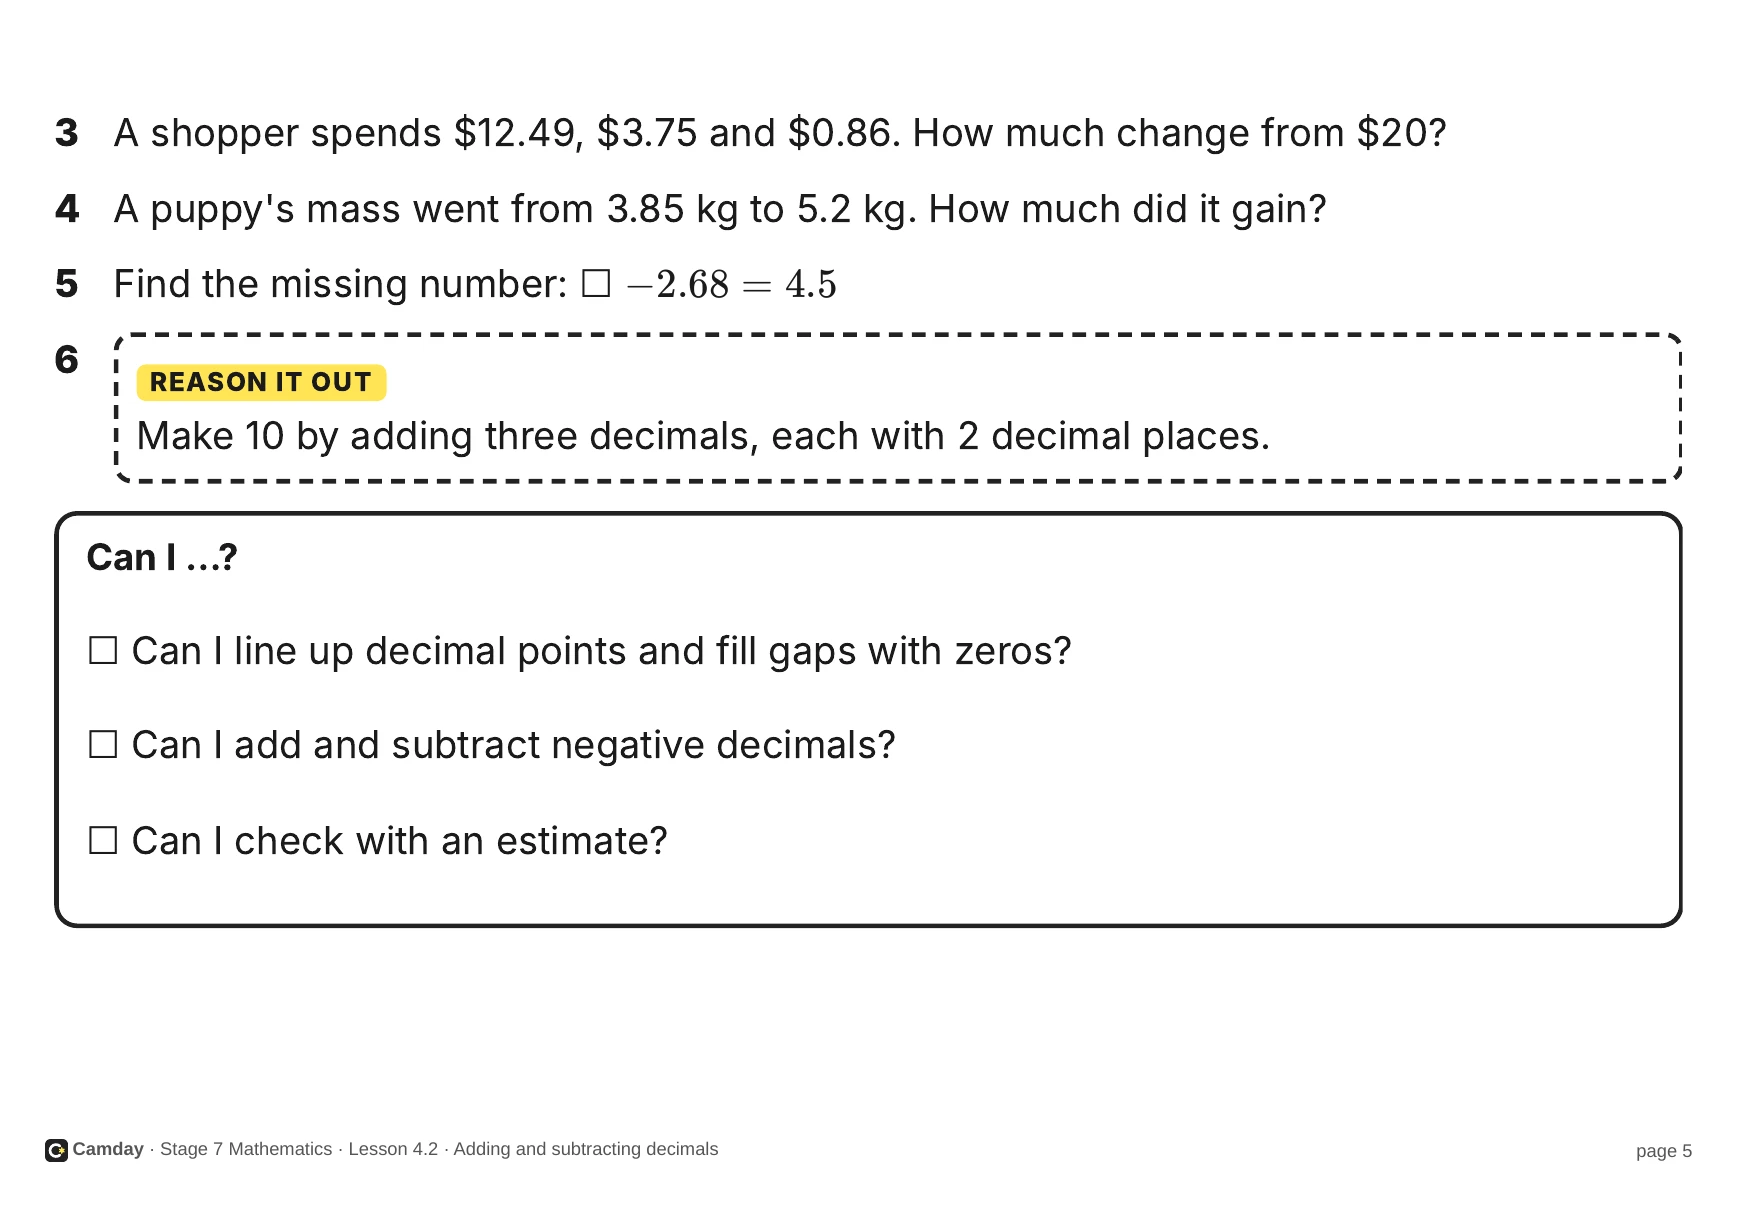 3 A shopper spends $12.49, $3.75 and $0.86. How much change from $20?
4 A puppy's mass went from 3.85 kg to 5.2 kg. How much did it gain?
5 Find the missing number: □ −2.68 = 4.5
6
REASON IT OUT
Make 10 by adding three decimals, each with 2 decimal places.
Can I …?
☐ Can I line up decimal points and fill gaps with zeros?
☐ Can I add and subtract negative decimals?
☐ Can I check with an estimate?
Camday · Stage 7 Mathematics · Lesson 4.2 · Adding and subtracting decimals page 5